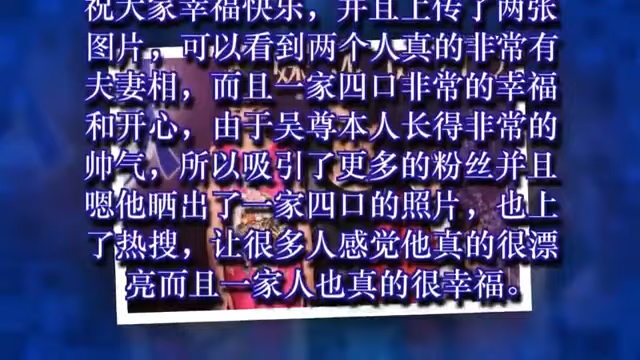 祝大家幸福快乐，并且上传了两张
图片，可以看到两个人真的非常有
夫妻相，而且一家四口非常的幸福
和开心，由于吴尊本人长得非常的
帅气，所以吸引了更多的粉丝并且
嗯他晒出了一家四口的照片，也上
了热搜，让很多人感觉他真的很漂
亮而且一家人也真的很幸福。